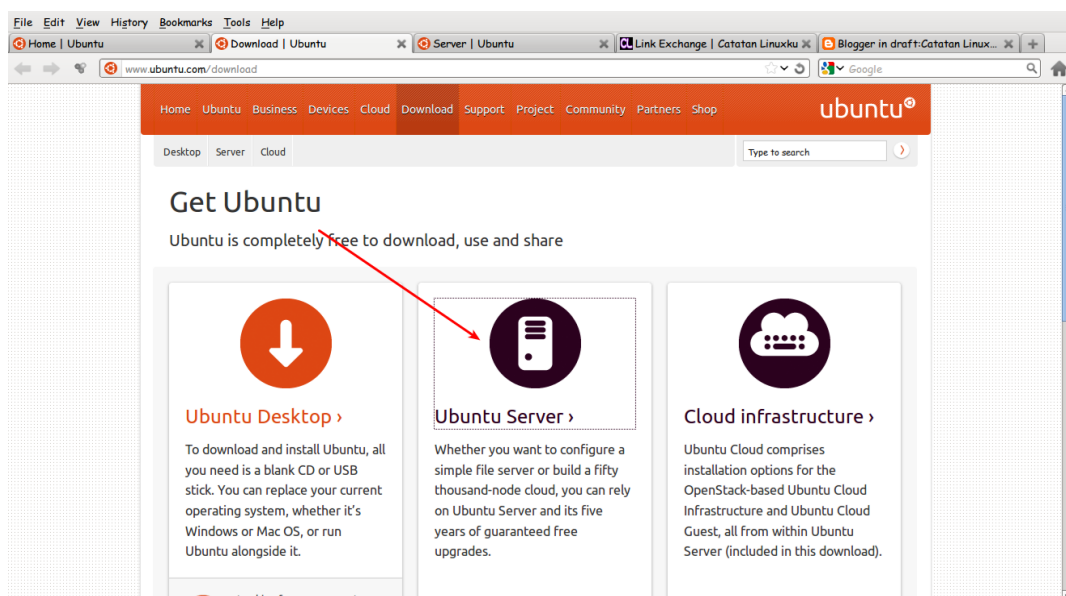 File Edit View History Bookmarks Tools Help
Home | Ubuntu Download | Ubuntu Server | Ubuntu Link Exchange | Catatan Linuxku Blogger in draft:Catatan Linux...
www.ubuntu.com/download Google
Home Ubuntu Business Devices Cloud Download Support Project Community Partners Shop ubuntu
Desktop Server Cloud Type to search
Get Ubuntu
Ubuntu is completely free to download, use and share
Ubuntu Desktop ›
To download and install Ubuntu, all
you need is a blank CD or USB
stick. You can replace your current
operating system, whether it's
Windows or Mac OS, or run
Ubuntu alongside it.
Ubuntu Server ›
Whether you want to configure a
simple file server or build a fifty
thousand-node cloud, you can rely
on Ubuntu Server and its five
years of guaranteed free
upgrades.
Cloud infrastructure ›
Ubuntu Cloud comprises
installation options for the
OpenStack-based Ubuntu Cloud
Infrastructure and Ubuntu Cloud
Guest, all from within Ubuntu
Server (included in this download).